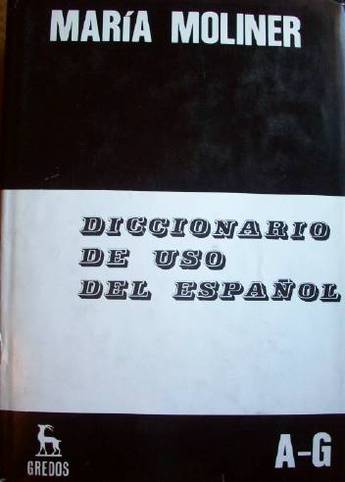 MARÍA MOLINER
DICCIONARIO
DE USO
DEL ESPAÑOL
GREDOS
A-G